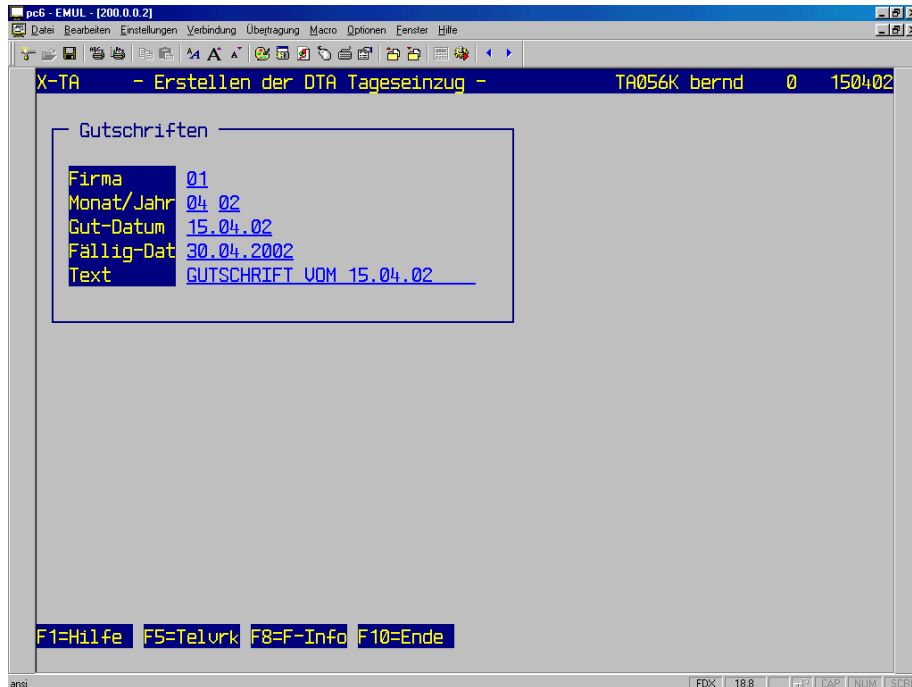 pc6 - EMUL - [200.0.0.2]
Datei Bearbeiten Einstellungen Verbindung Übertragung Macro Optionen Fenster Hilfe
X-TA - Erstellen der DTA Tageseinzug - TA056K bernd 0 150402
Gutschriften
Firma 01
Monat/Jahr 04 02
Gut-Datum 15.04.02
Fällig-Dat 30.04.2002
Text GUTSCHRIFT VOM 15.04.02
F1=Hilfe F5=Telvrk F8=F-Info F10=Ende
ansi FDX 18.8 CAP NUM SCRL